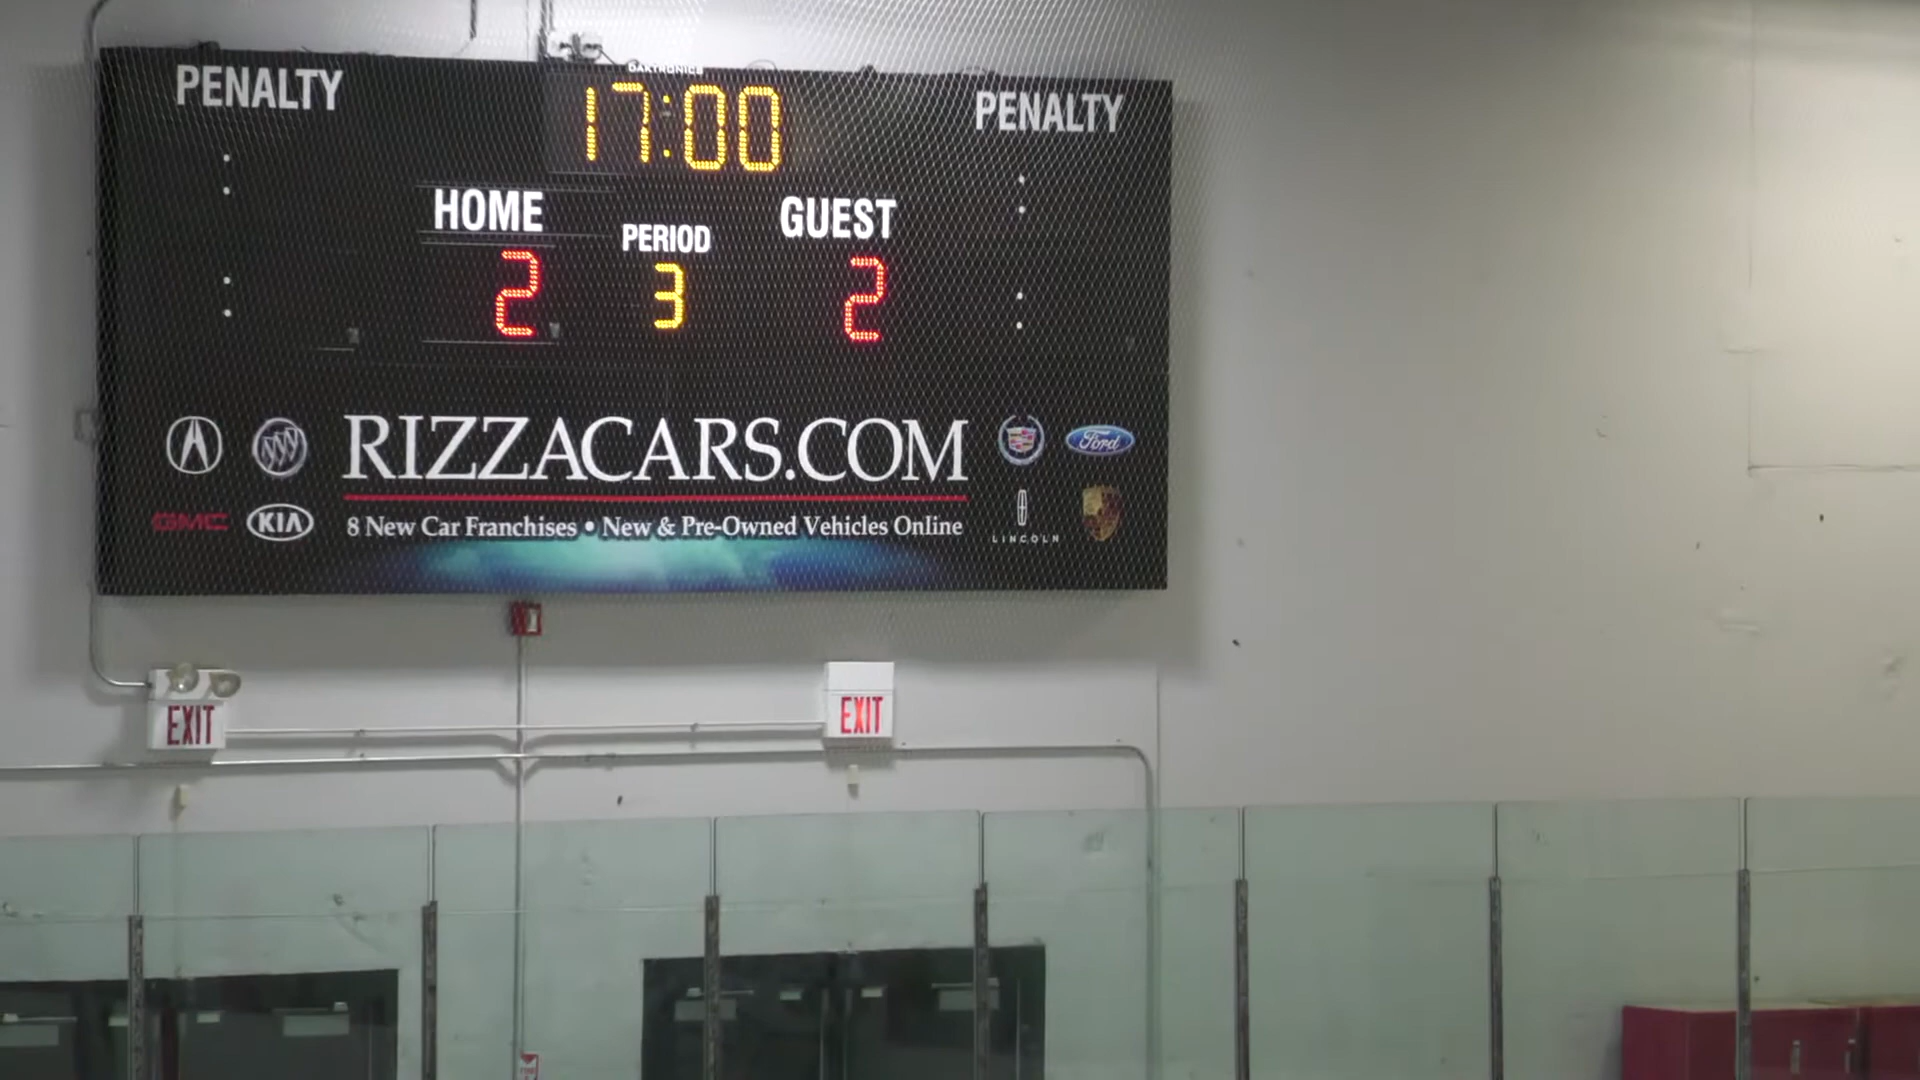 DAKTRONICS
PENALTY
17:00
PENALTY
HOME
PERIOD
GUEST
2
3
2
RIZZACARS.COM
8 New Car Franchises • New & Pre-Owned Vehicles Online
GMC
KIA
Ford
LINCOLN
EXIT
EXIT